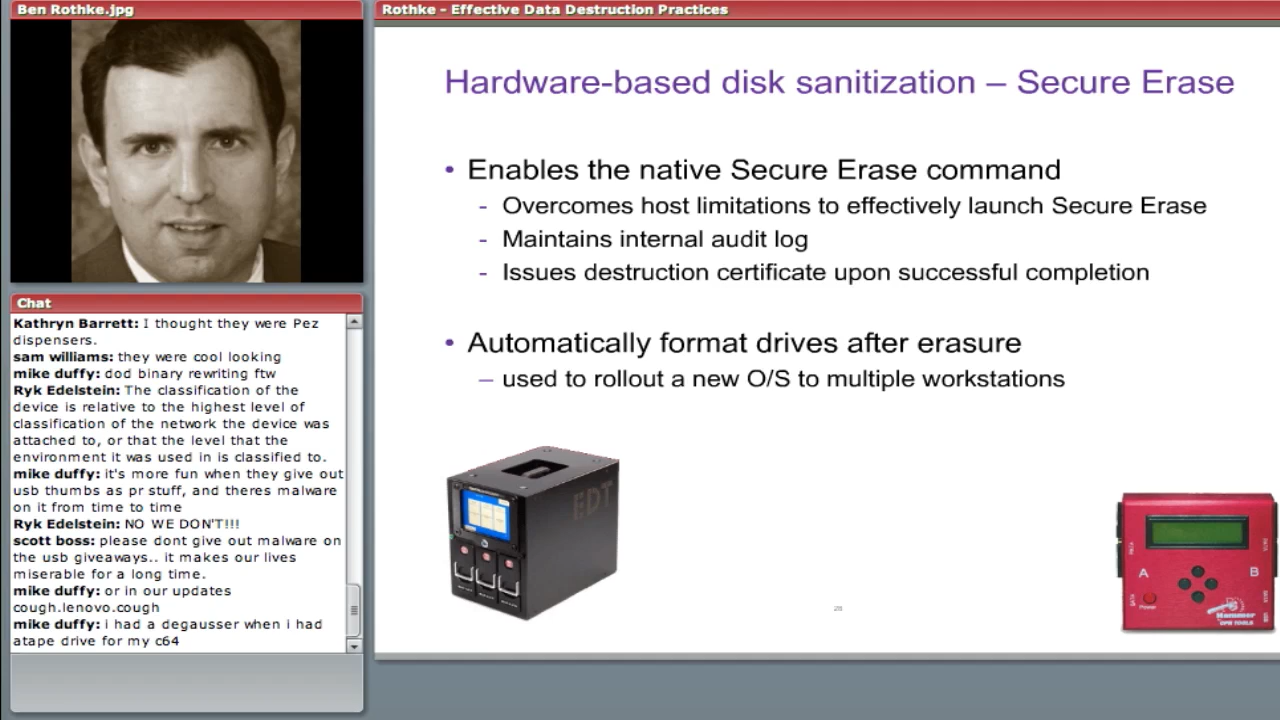 Ben Rothke.jpg
Rothke - Effective Data Destruction Practices
Hardware-based disk sanitization – Secure Erase
• Enables the native Secure Erase command
- Overcomes host limitations to effectively launch Secure Erase
- Maintains internal audit log
- Issues destruction certificate upon successful completion
• Automatically format drives after erasure
– used to rollout a new O/S to multiple workstations
EDT
A
B
Power
Hammer
28
Chat
Kathryn Barrett: I thought they were Pez
dispensers.
sam williams: they were cool looking
mike duffy: dod binary rewriting ftw
Ryk Edelstein: The classification of the
device is relative to the highest level of
classification of the network the device was
attached to, or that the level that the
environment it was used in is classified to.
mike duffy: it's more fun when they give out
usb thumbs as pr stuff, and theres malware
on it from time to time
Ryk Edelstein: NO WE DON'T!!!
scott boss: please dont give out malware on
the usb giveaways.. it makes our lives
miserable for a long time.
mike duffy: or in our updates
cough.lenovo.cough
mike duffy: i had a degausser when i had
atape drive for my c64